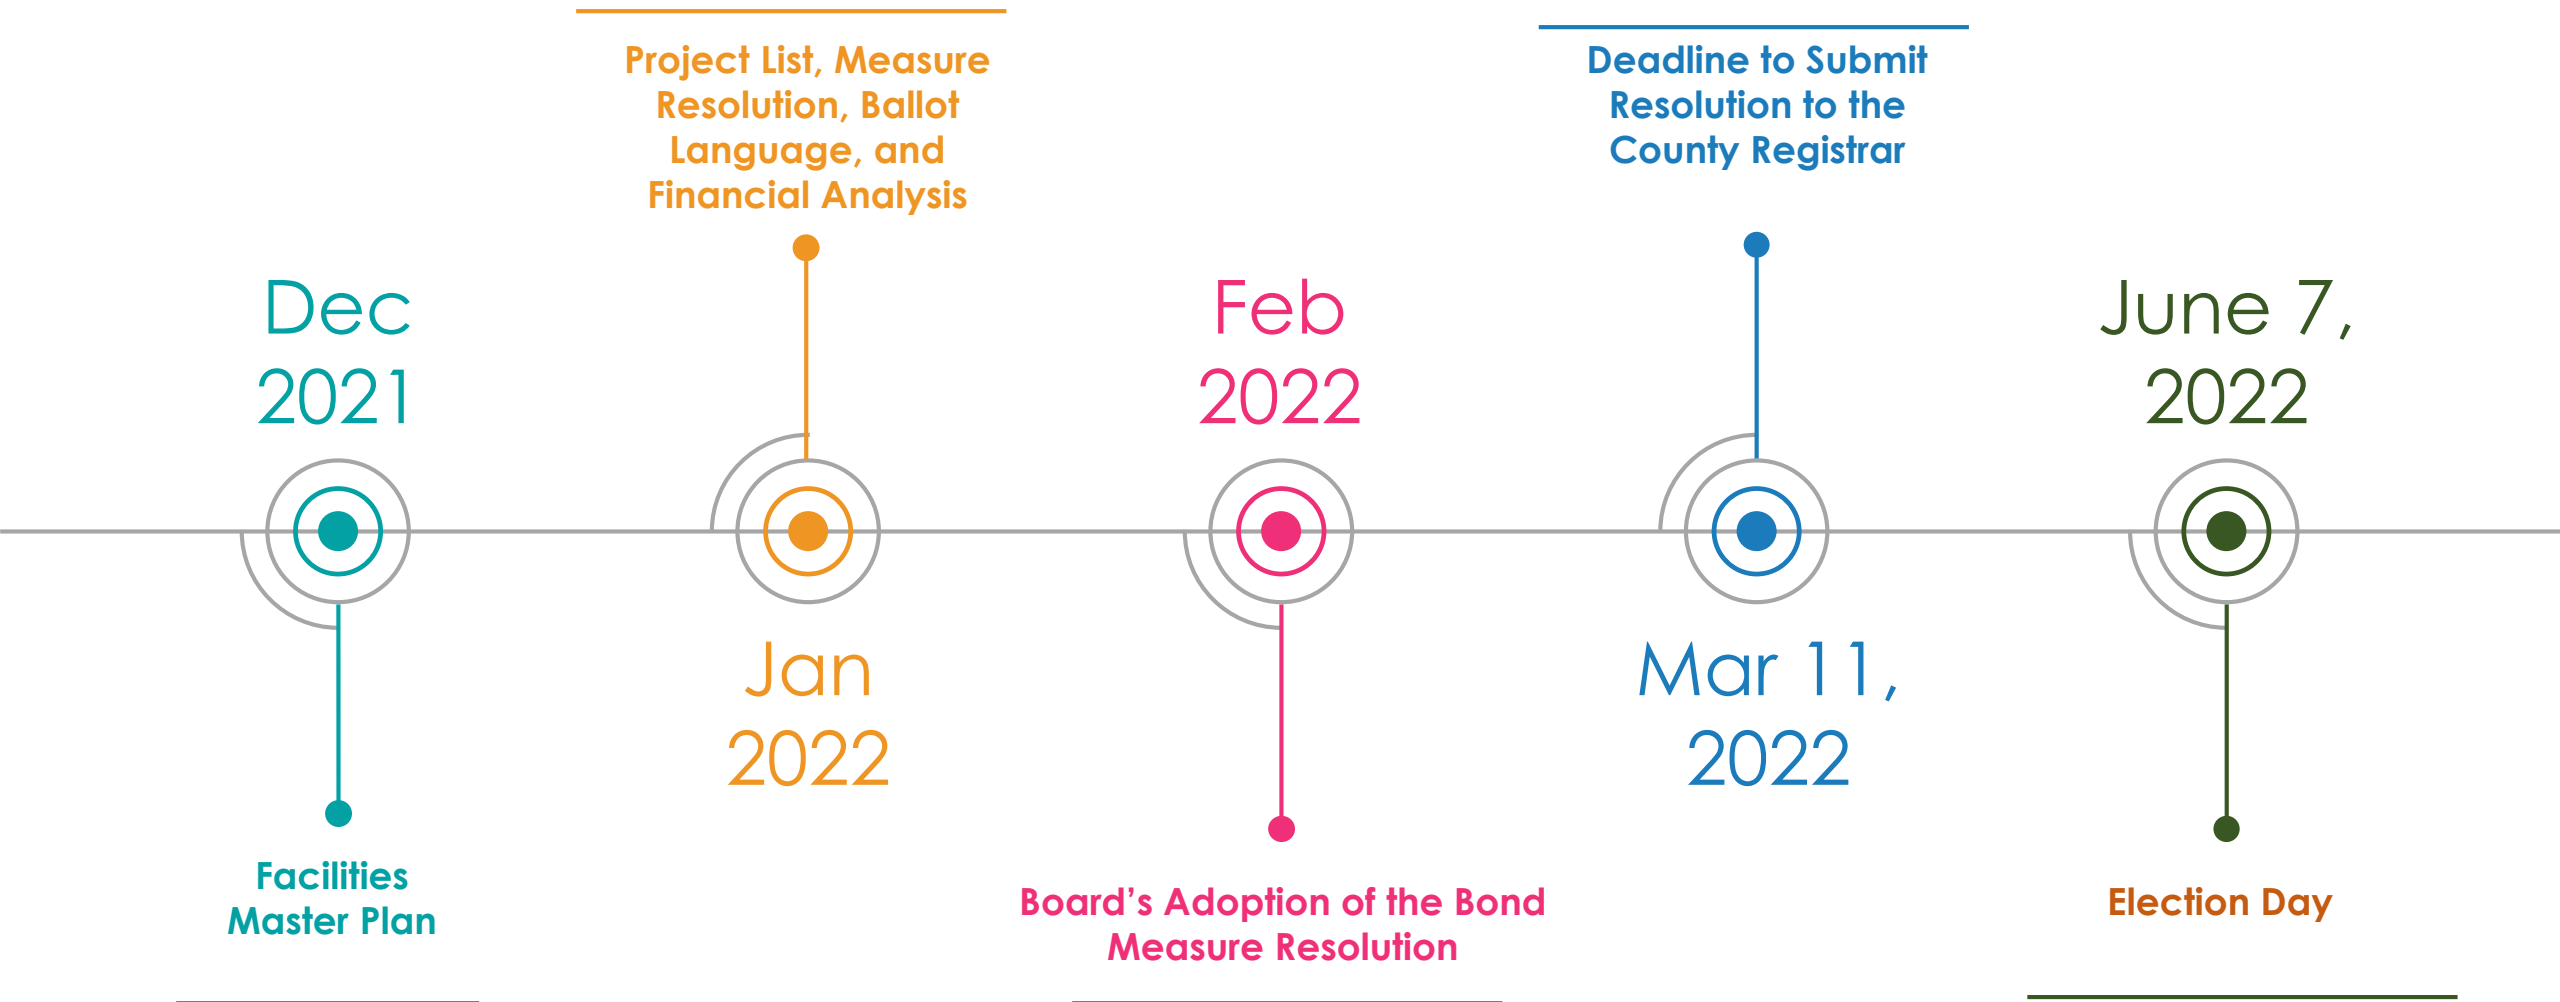 Dec
2021
Facilities
Master Plan
Project List, Measure
Resolution, Ballot
Language, and
Financial Analysis
Jan
2022
Feb
2022
Board’s Adoption of the Bond
Measure Resolution
Deadline to Submit
Resolution to the
County Registrar
Mar 11,
2022
June 7,
2022
Election Day